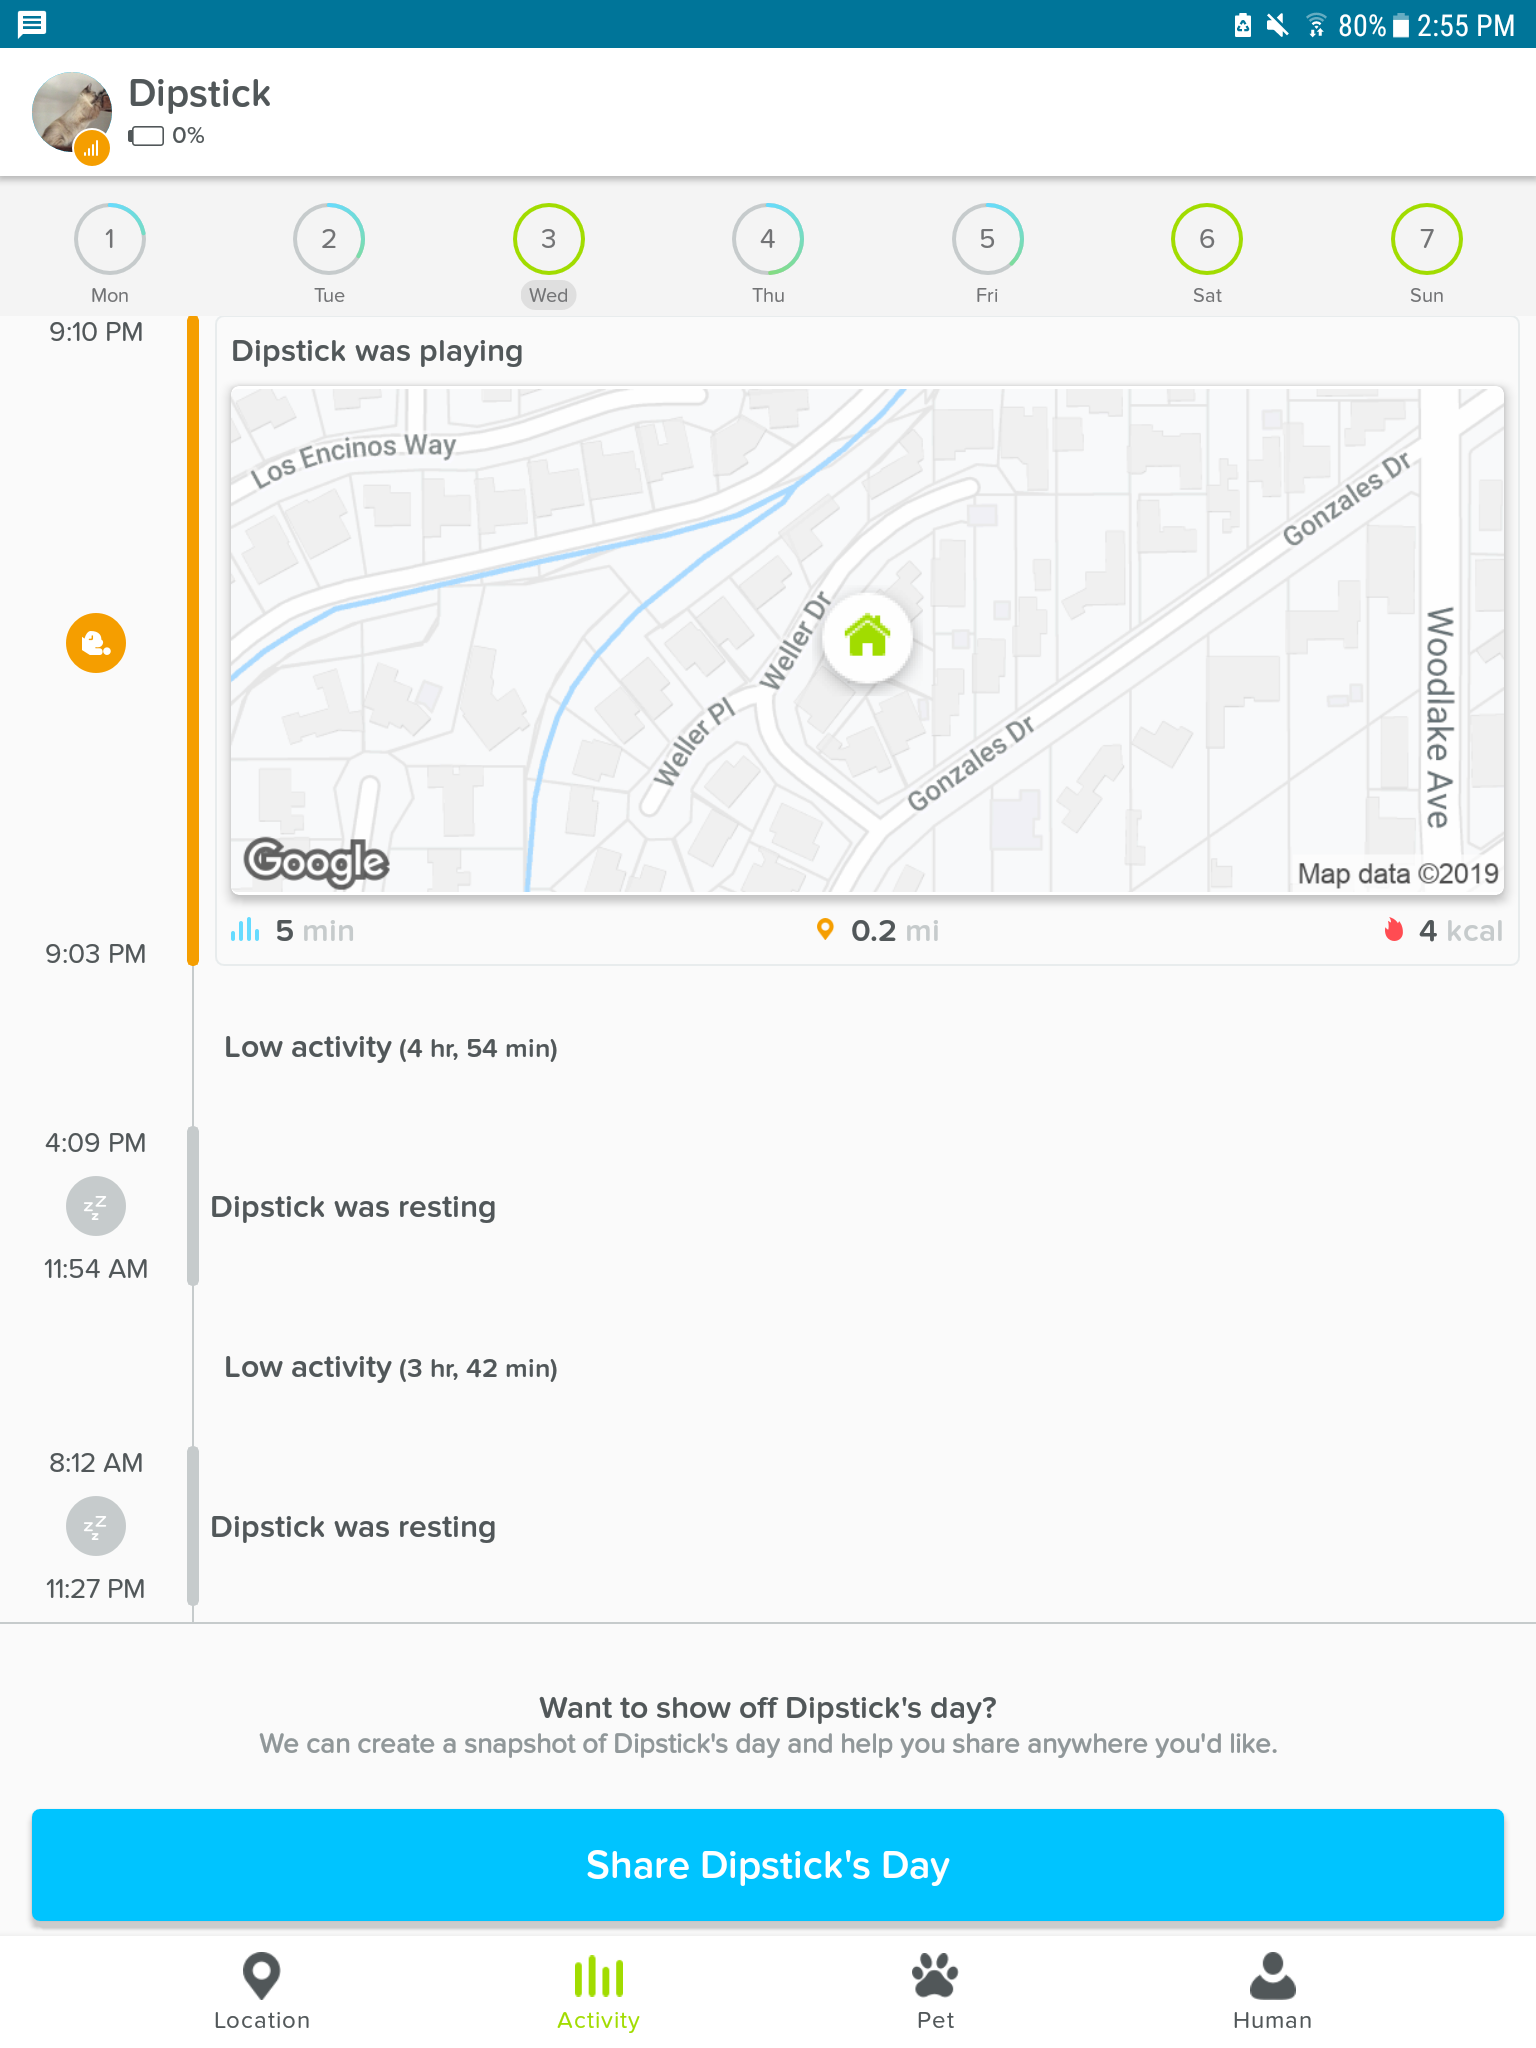 80% 2:55 PM
Dipstick
0%
1 2 3 4 5 6 7
Mon Tue Wed Thu Fri Sat Sun
9:10 PM
Dipstick was playing
Los Encinos Way
Gonzales Dr
Weller Dr
Weller Pl
Gonzales Dr
Woodlake Ave
Google
Map data ©2019
5 min 0.2 mi 4 kcal
9:03 PM
Low activity (4 hr, 54 min)
4:09 PM
zZz
Dipstick was resting
11:54 AM
Low activity (3 hr, 42 min)
8:12 AM
zZz
Dipstick was resting
11:27 PM
Want to show off Dipstick's day?
We can create a snapshot of Dipstick's day and help you share anywhere you'd like.
Share Dipstick's Day
Location Activity Pet Human